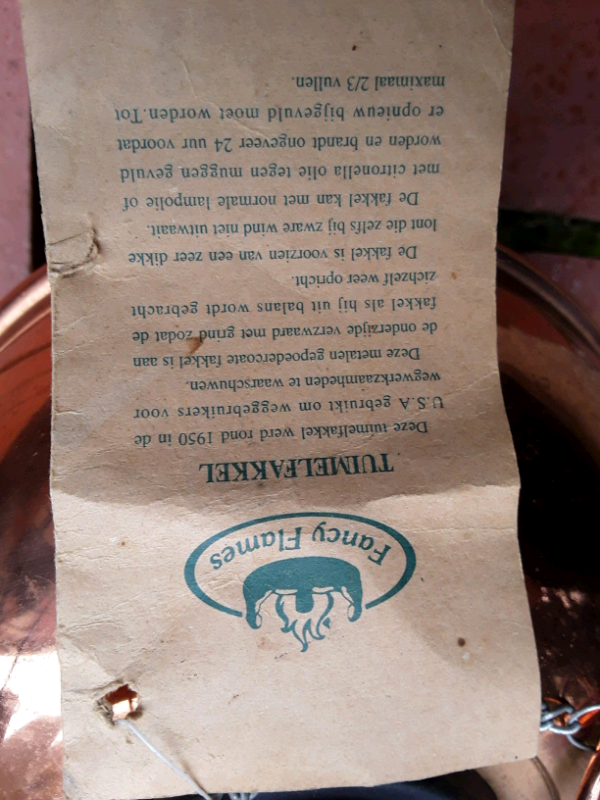 Fancy Flames
TUIMELFAKKEL
Deze tuimelfakkel werd rond 1950 in de
U.S.A gebruikt om weggebruikers voor
wegwerkzaamheden te waarschuwen.
Deze metalen gepoedercoate fakkel is aan
de onderzijde verzwaard met grind zodat de
fakkel als hij uit balans wordt gebracht
zichzelf weer opricht.
De fakkel is voorzien van een zeer dikke
lont die zelfs bij zware wind niet uitwaait.
De fakkel kan met normale lampolie of
met citronella olie tegen muggen gevuld
worden en brandt ongeveer 24 uur voordat
er opnieuw bijgevuld moet worden.Tot
maximaal 2/3 vullen.